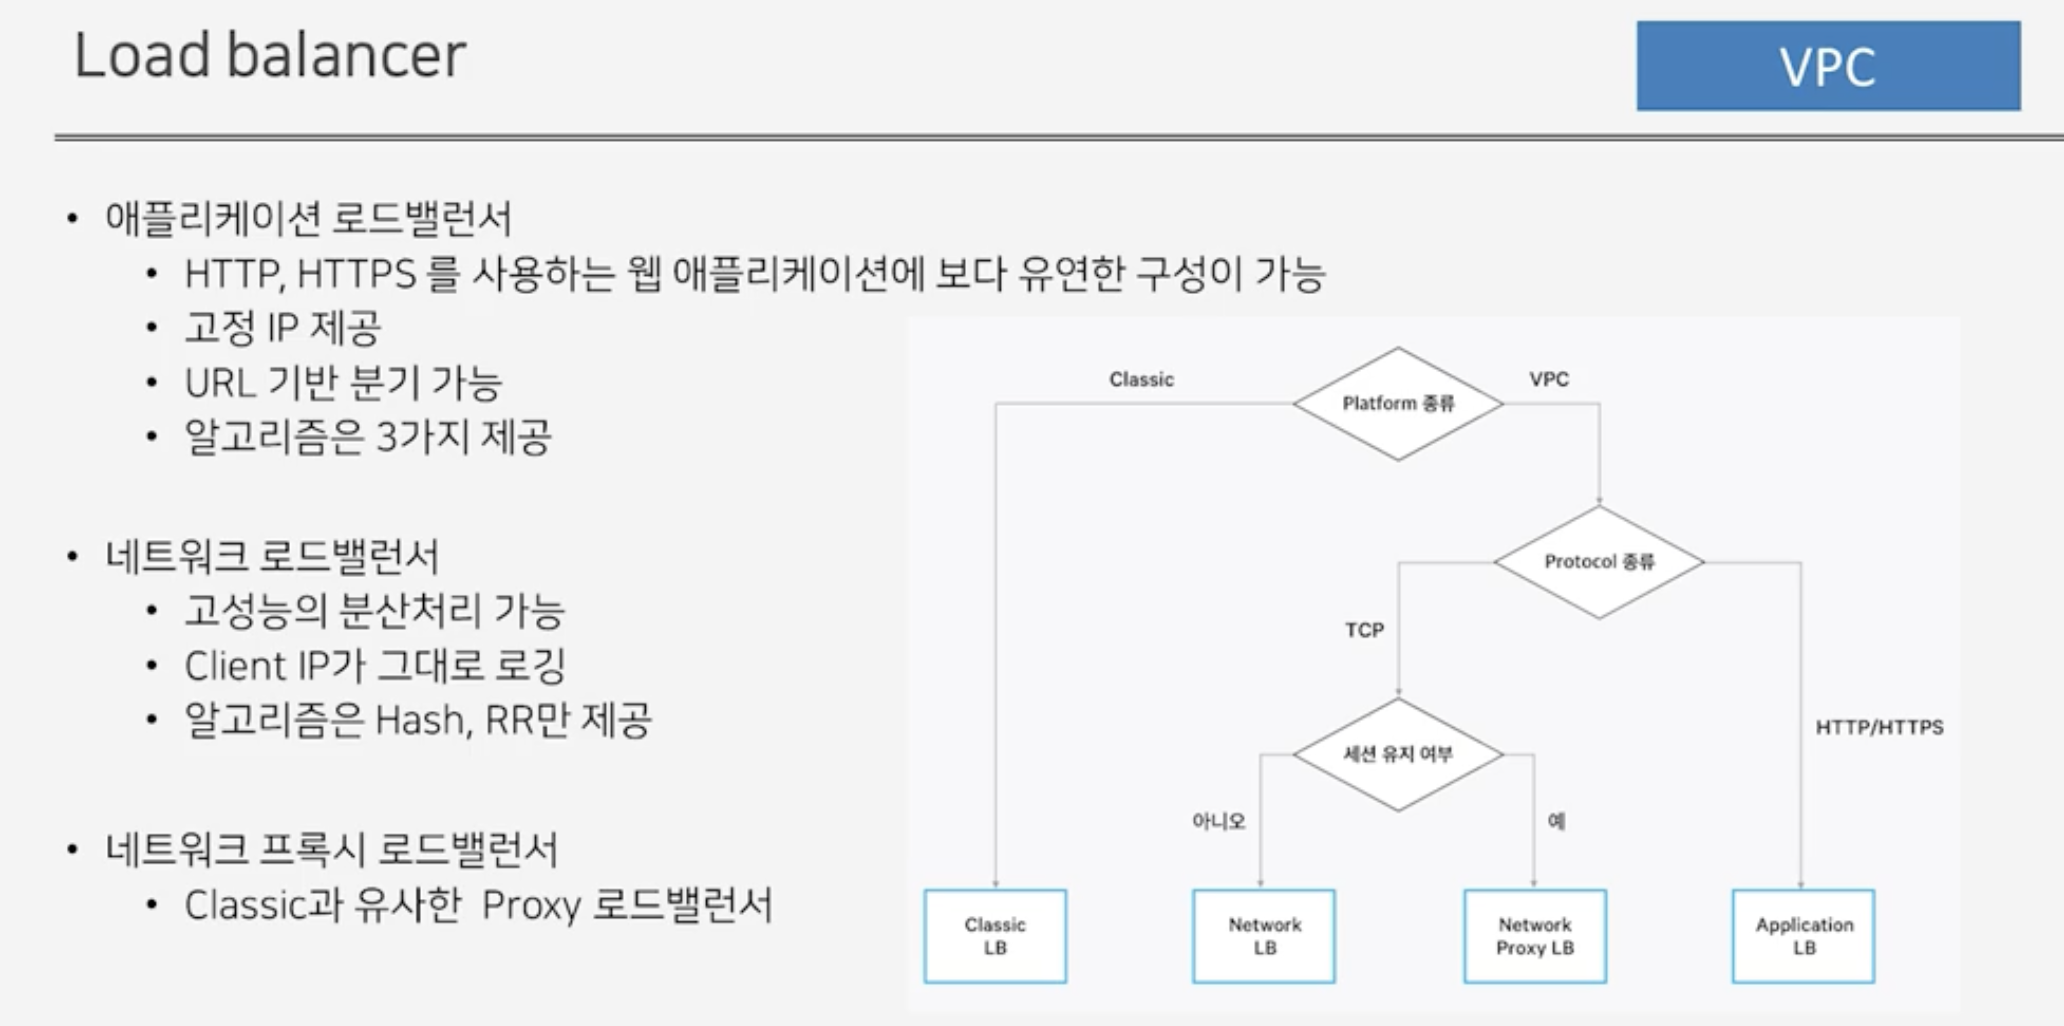 Load balancer
VPC
• 애플리케이션 로드밸런서
• HTTP, HTTPS 를 사용하는 웹 애플리케이션에 보다 유연한 구성이 가능
• 고정 IP 제공
• URL 기반 분기 가능
• 알고리즘은 3가지 제공
• 네트워크 로드밸런서
• 고성능의 분산처리 가능
• Client IP가 그대로 로깅
• 알고리즘은 Hash, RR만 제공
• 네트워크 프록시 로드밸런서
• Classic과 유사한 Proxy 로드밸런서
Classic
VPC
Platform 종류
Protocol 종류
TCP
HTTP/HTTPS
세션 유지 여부
아니오
예
Classic
LB
Network
LB
Network
Proxy LB
Application
LB